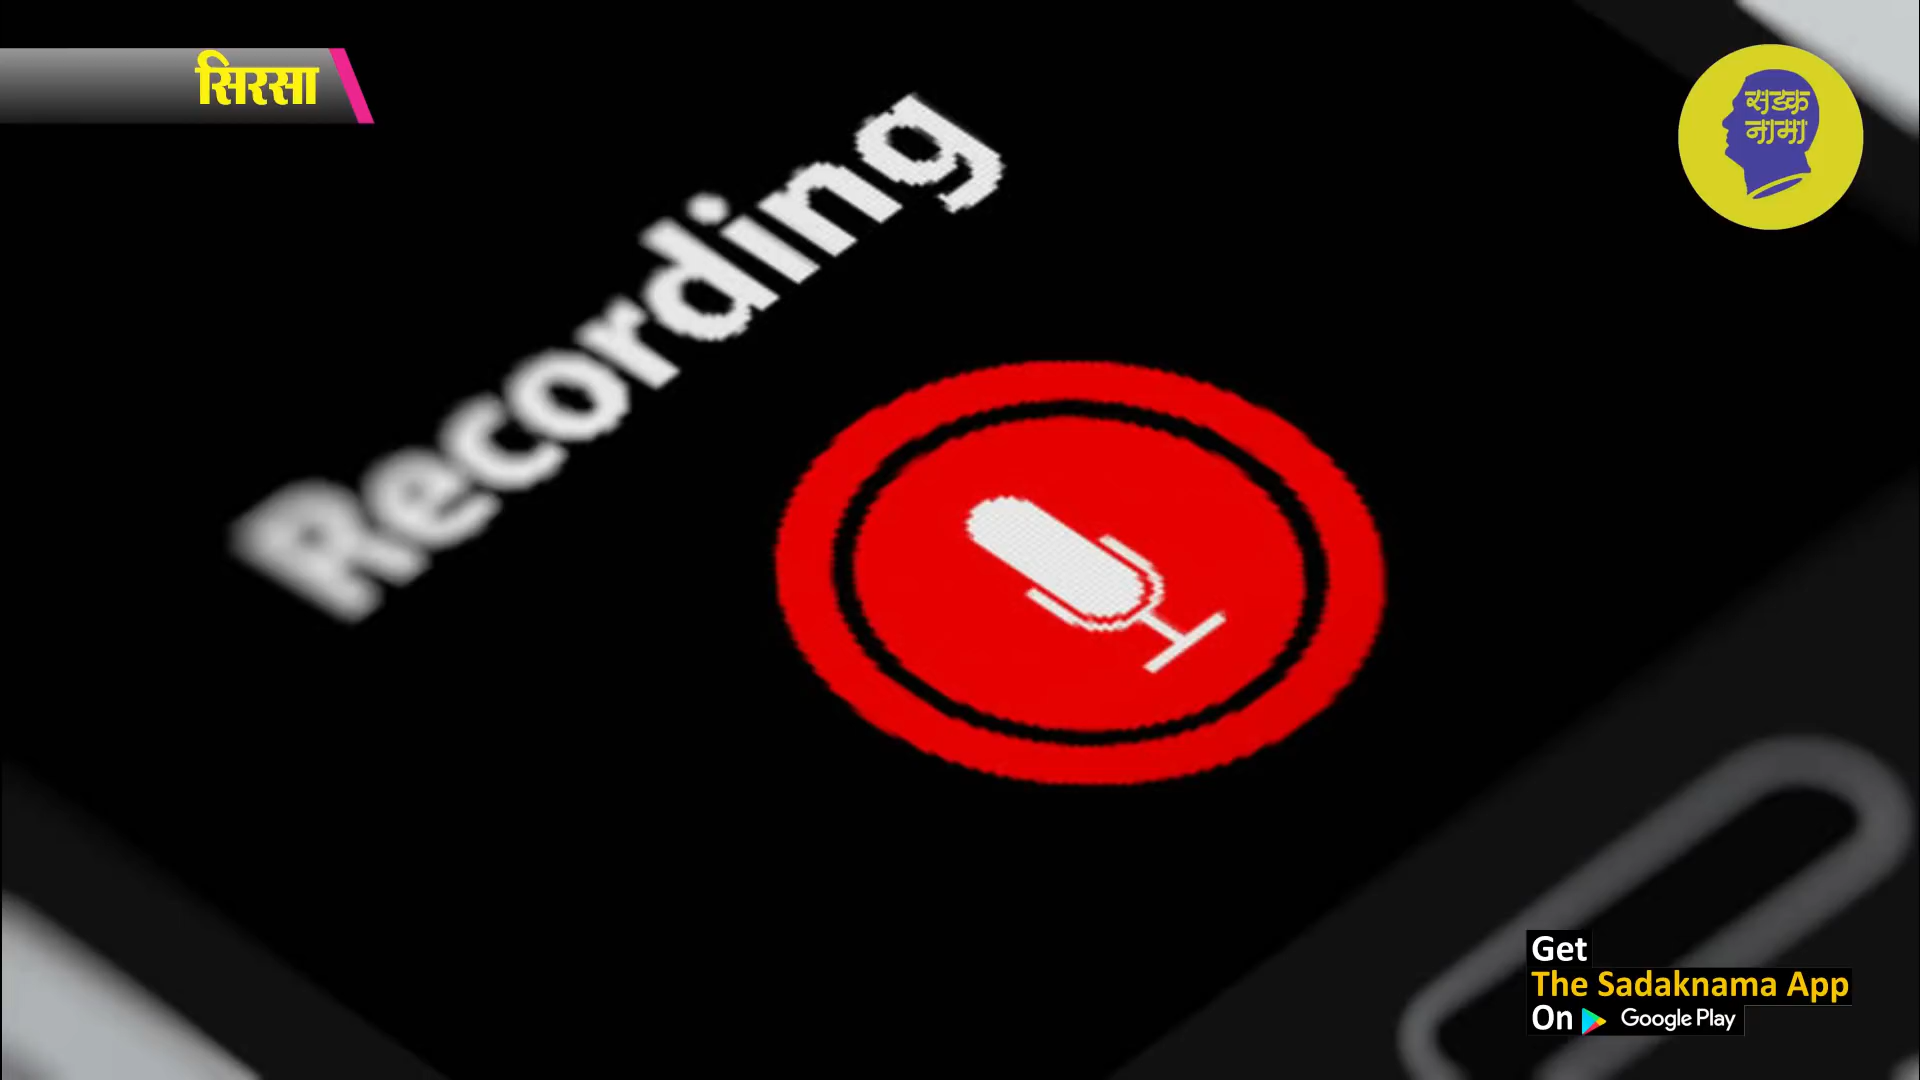 सिरसा
सड़क
नामा
Recording
Get
The Sadaknama App
On Google Play